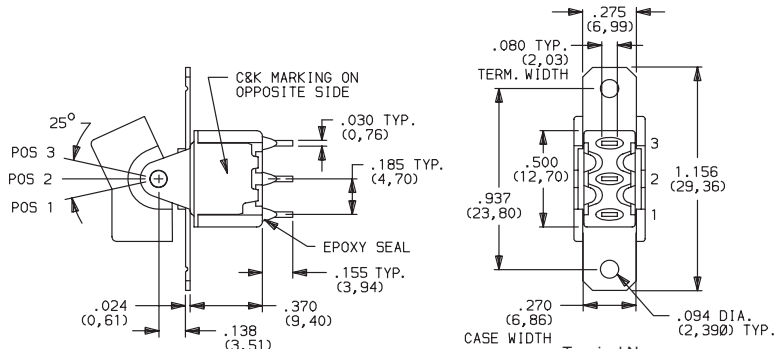 25°
POS 3
POS 2
POS 1
C&K MARKING ON
OPPOSITE SIDE
.030 TYP.
(0,76)
.185 TYP.
(4,70)
EPOXY SEAL
.155 TYP.
(3,94)
.024
(0,61)
.370
(9,40)
.138
(3,51)
.275
(6,99)
.080 TYP.
(2,03)
TERM. WIDTH
3
2
1
.500
(12,70)
.937
(23,80)
1.156
(29,36)
.270
(6,86)
CASE WIDTH
.094 DIA.
(2,390) TYP.